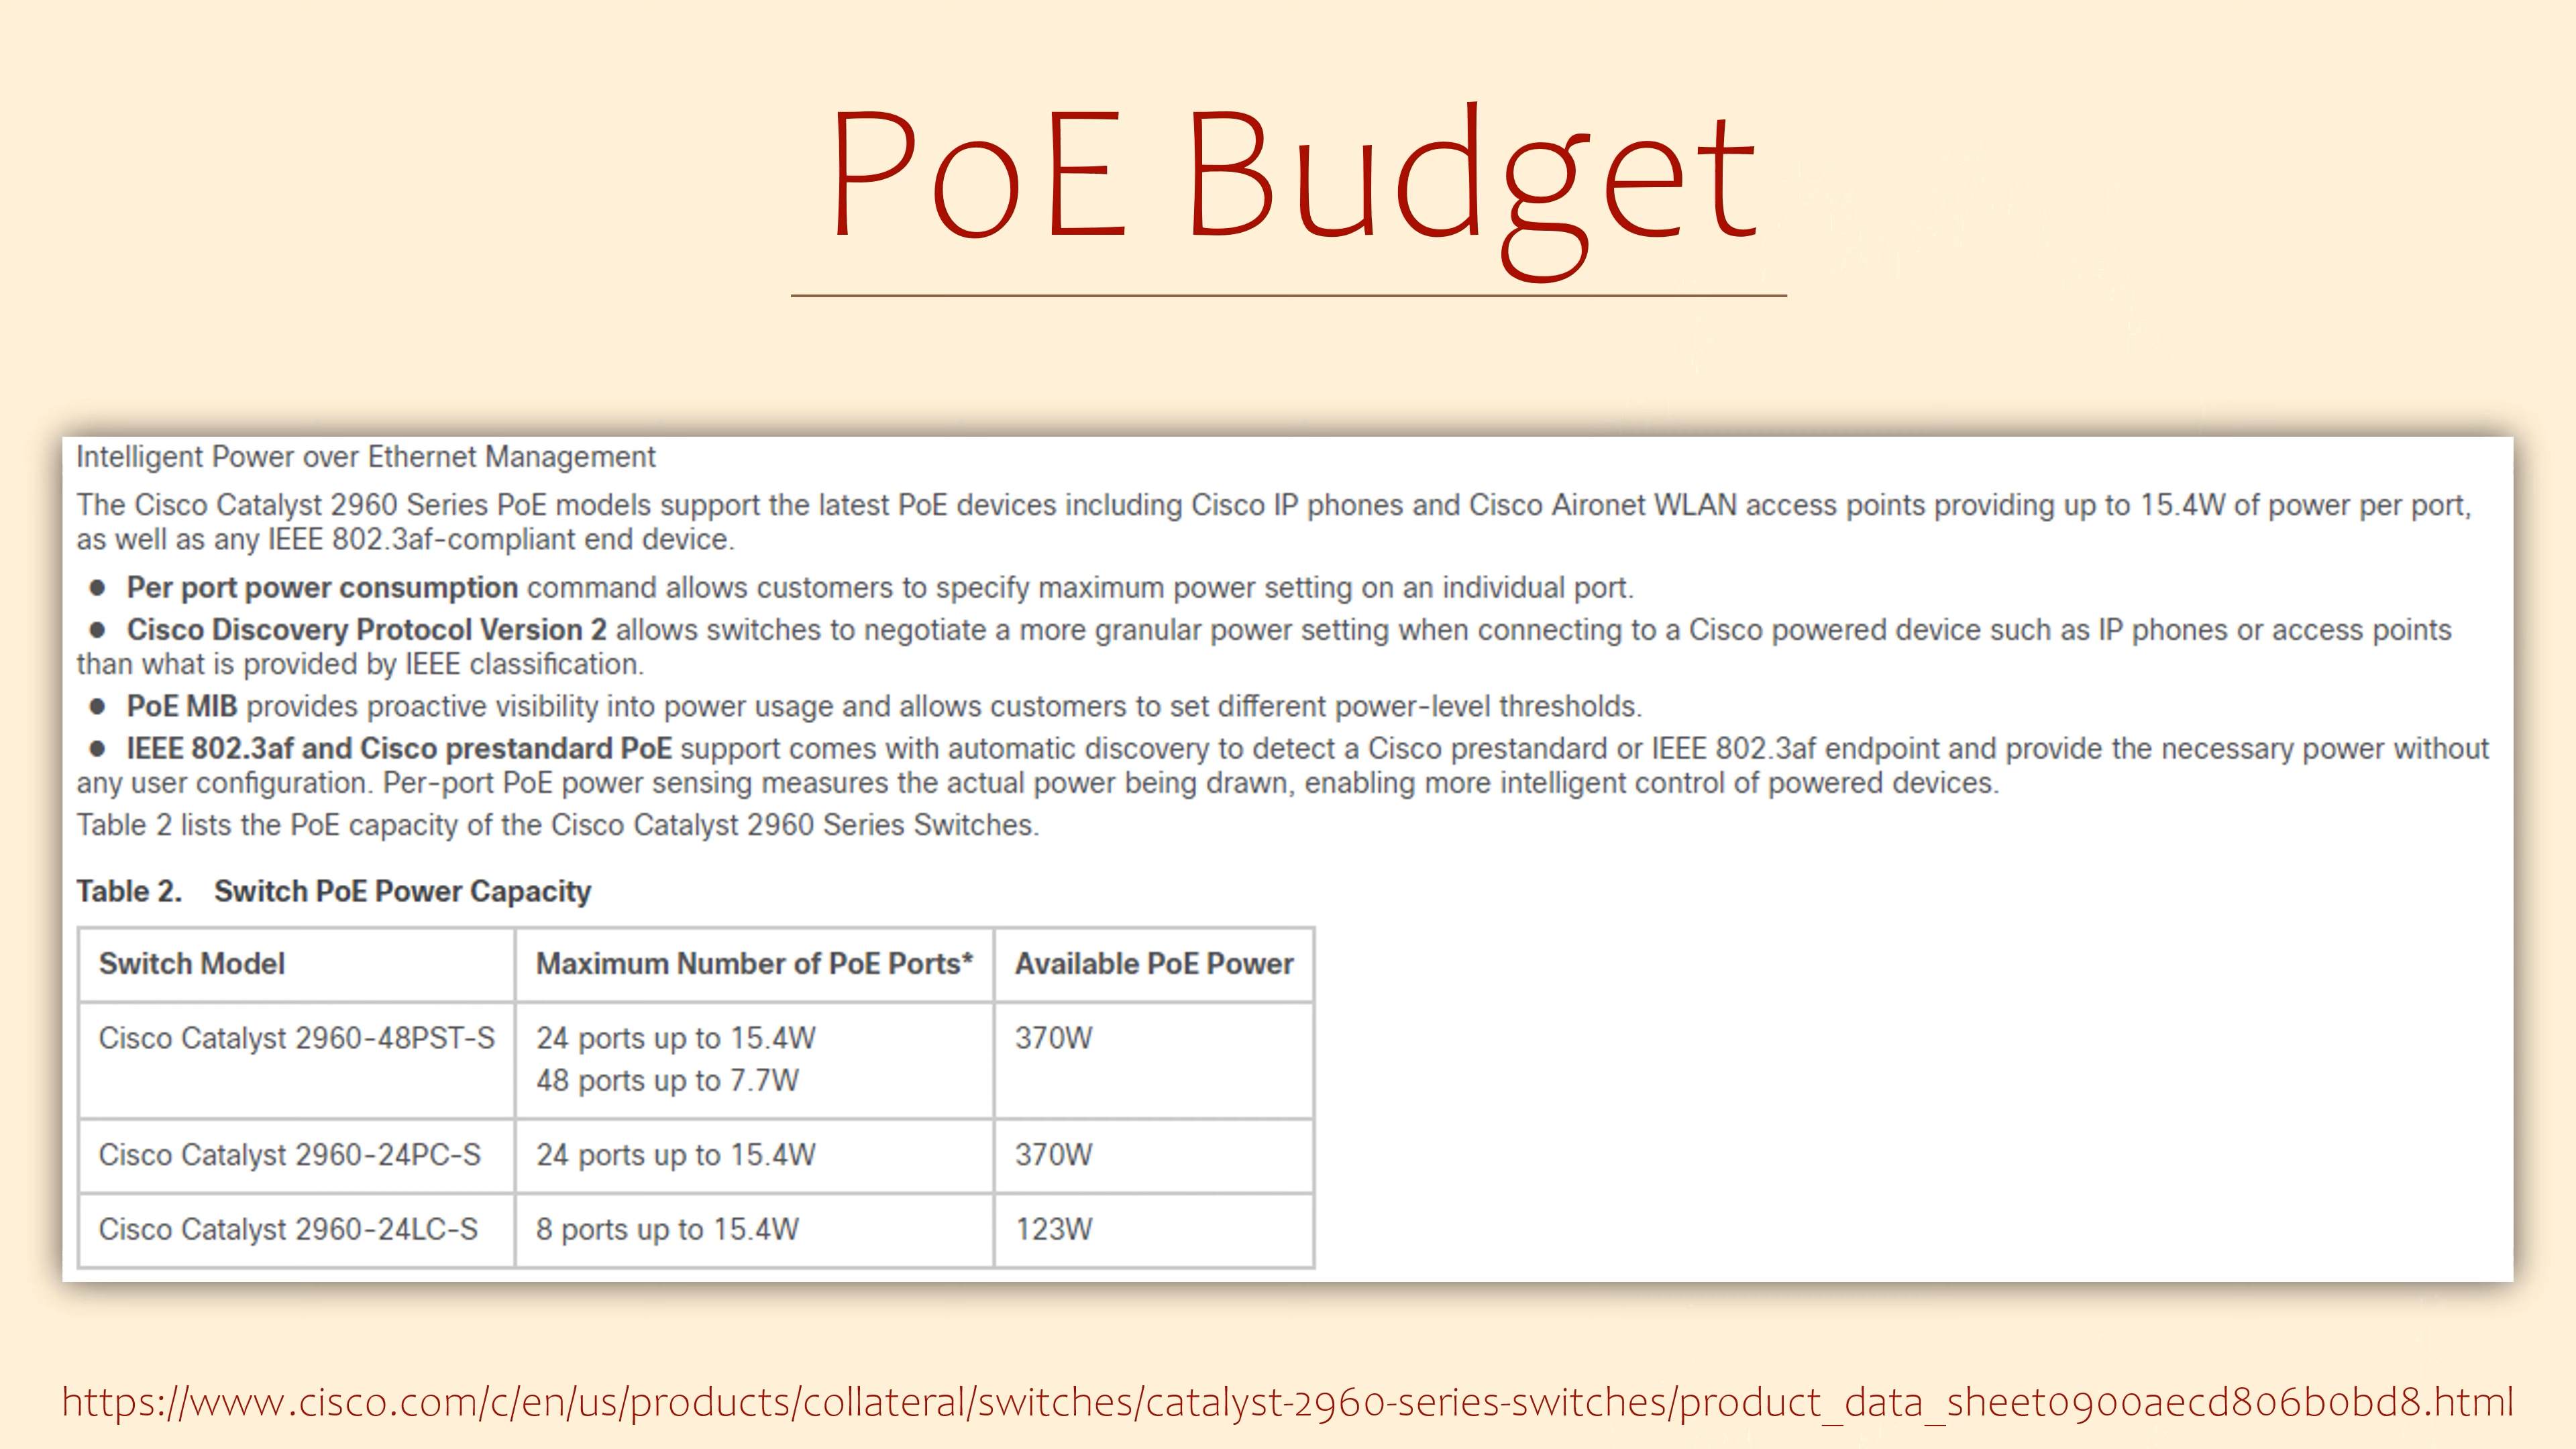 PoE Budget
Intelligent Power over Ethernet Management
The Cisco Catalyst 2960 Series PoE models support the latest PoE devices including Cisco IP phones and Cisco Aironet WLAN access points providing up to 15.4W of power per port,
as well as any IEEE 802.3af-compliant end device.
● Per port power consumption command allows customers to specify maximum power setting on an individual port.
● Cisco Discovery Protocol Version 2 allows switches to negotiate a more granular power setting when connecting to a Cisco powered device such as IP phones or access points
than what is provided by IEEE classification.
● PoE MIB provides proactive visibility into power usage and allows customers to set different power-level thresholds.
● IEEE 802.3af and Cisco prestandard PoE support comes with automatic discovery to detect a Cisco prestandard or IEEE 802.3af endpoint and provide the necessary power without
any user configuration. Per-port PoE power sensing measures the actual power being drawn, enabling more intelligent control of powered devices.
Table 2 lists the PoE capacity of the Cisco Catalyst 2960 Series Switches.
Table 2. Switch PoE Power Capacity
Switch Model Maximum Number of PoE Ports* Available PoE Power
Cisco Catalyst 2960-48PST-S 24 ports up to 15.4W 370W
48 ports up to 7.7W
Cisco Catalyst 2960-24PC-S 24 ports up to 15.4W 370W
Cisco Catalyst 2960-24LC-S 8 ports up to 15.4W 123W
https://www.cisco.com/c/en/us/products/collateral/switches/catalyst-2960-series-switches/product_data_sheet0900aecd806b0bd8.html